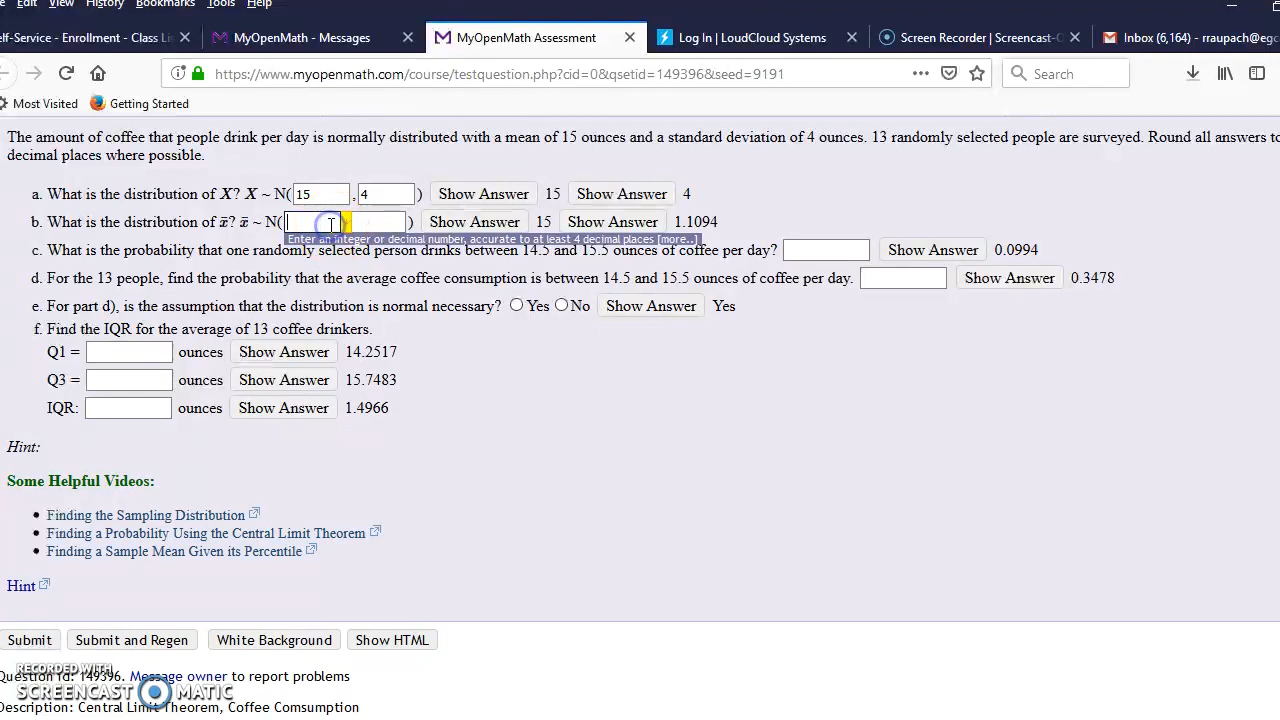 Edit View History Bookmarks Tools Help
elf-Service - Enrollment - Class Lis MyOpenMath - Messages MyOpenMath Assessment Log In | LoudCloud Systems Screen Recorder | Screencast-O Inbox (6,164) - rraupach@eg
https://www.myopenmath.com/course/testquestion.php?cid=0&qsetid=149396&seed=9191 Search
Most Visited Getting Started
The amount of coffee that people drink per day is normally distributed with a mean of 15 ounces and a standard deviation of 4 ounces. 13 randomly selected people are surveyed. Round all answers to
decimal places where possible.
a. What is the distribution of X? X ~ N( 15 , 4 ) Show Answer 15 Show Answer 4
b. What is the distribution of x̄? x̄ ~ N( ) Show Answer 15 Show Answer 1.1094
Enter an integer or decimal number, accurate to at least 4 decimal places [more..]
c. What is the probability that one randomly selected person drinks between 14.5 and 15.5 ounces of coffee per day? Show Answer 0.0994
d. For the 13 people, find the probability that the average coffee consumption is between 14.5 and 15.5 ounces of coffee per day. Show Answer 0.3478
e. For part d), is the assumption that the distribution is normal necessary? Yes No Show Answer Yes
f. Find the IQR for the average of 13 coffee drinkers.
Q1 = ounces Show Answer 14.2517
Q3 = ounces Show Answer 15.7483
IQR: ounces Show Answer 1.4966
Hint:
Some Helpful Videos:
Finding the Sampling Distribution
Finding a Probability Using the Central Limit Theorem
Finding a Sample Mean Given its Percentile
Hint
Submit Submit and Regen White Background Show HTML
RECORDED WITH
Question id: 149396. Message owner to report problems
SCREENCAST MATIC
Description: Central Limit Theorem, Coffee Comsumption